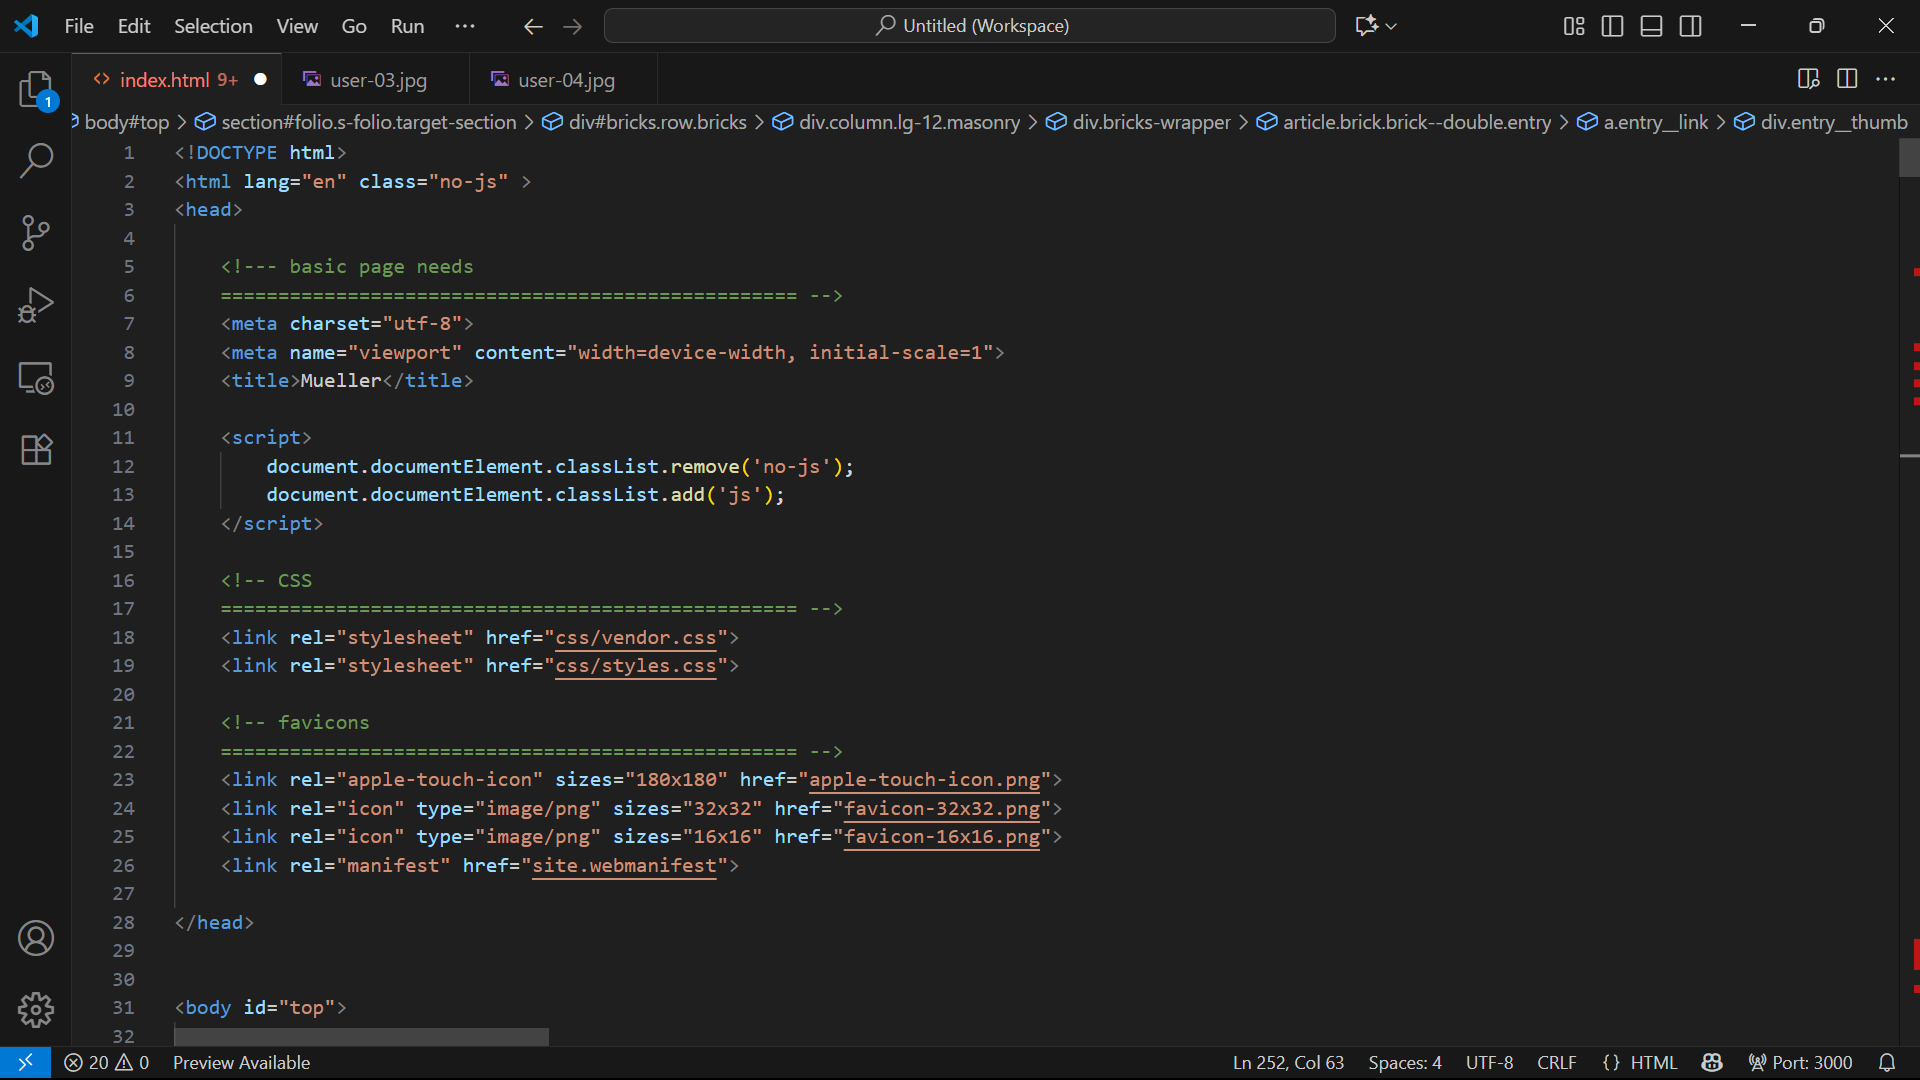 File Edit Selection View Go Run ··· Untitled (Workspace)
index.html 9+ user-03.jpg user-04.jpg
1
body#top > section#folio.s-folio.target-section > div#bricks.row.bricks > div.column.lg-12.masonry > div.bricks-wrapper > article.brick.brick--double.entry > a.entry__link > div.entry__thumb
1 <!DOCTYPE html>
2 <html lang="en" class="no-js" >
3 <head>
4
5 <!--- basic page needs
6 ================================================== -->
7 <meta charset="utf-8">
8 <meta name="viewport" content="width=device-width, initial-scale=1">
9 <title>Mueller</title>
10
11 <script>
12 document.documentElement.classList.remove('no-js');
13 document.documentElement.classList.add('js');
14 </script>
15
16 <!-- CSS
17 ================================================== -->
18 <link rel="stylesheet" href="css/vendor.css">
19 <link rel="stylesheet" href="css/styles.css">
20
21 <!-- favicons
22 ================================================== -->
23 <link rel="apple-touch-icon" sizes="180x180" href="apple-touch-icon.png">
24 <link rel="icon" type="image/png" sizes="32x32" href="favicon-32x32.png">
25 <link rel="icon" type="image/png" sizes="16x16" href="favicon-16x16.png">
26 <link rel="manifest" href="site.webmanifest">
27
28 </head>
29
30
31 <body id="top">
32
20 0 Preview Available Ln 252, Col 63 Spaces: 4 UTF-8 CRLF {} HTML Port: 3000